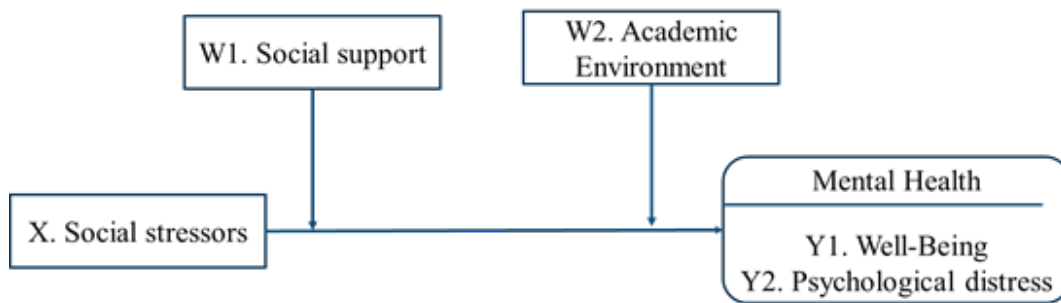 W1. Social support
W2. Academic
Environment
X. Social stressors
Mental Health
Y1. Well-Being
Y2. Psychological distress